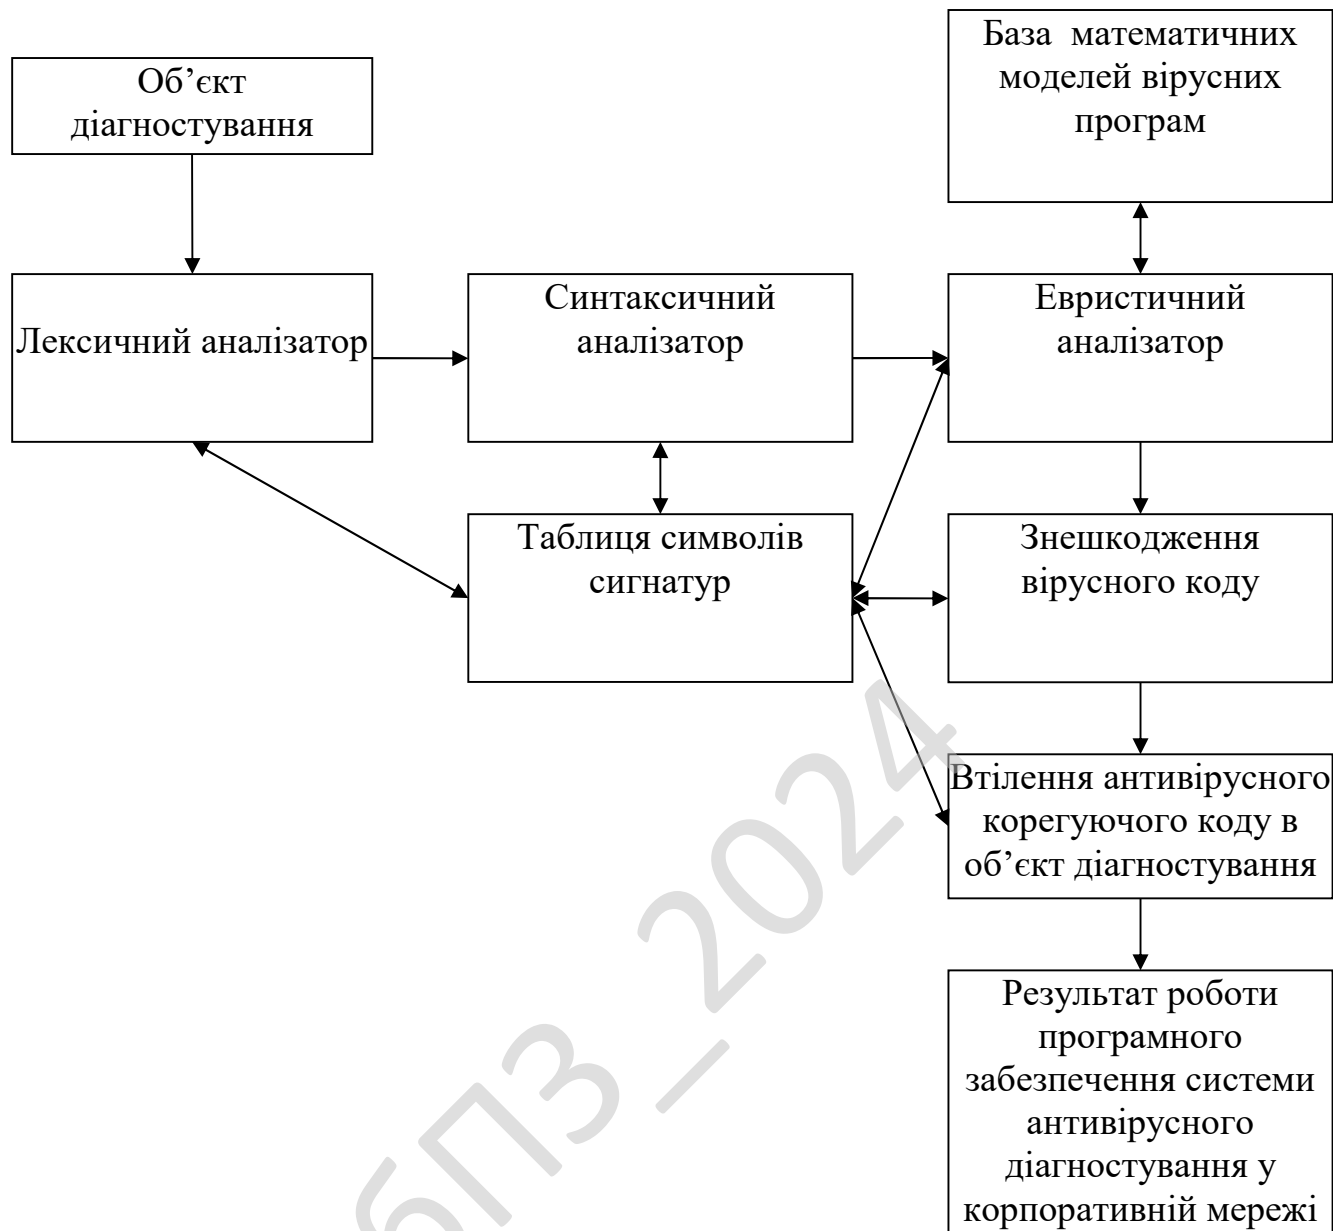 База  математичних
моделей вірусних
програм
Об’єкт
діагностування
Лексичний аналізатор
Синтаксичний
аналізатор
Евристичний
аналізатор
Таблиця символів
сигнатур
Знешкодження
вірусного коду
Втілення антивірусного
корегуючого коду в
об’єкт діагностування
Результат роботи
програмного
забезпечення системи
антивірусного
діагностування у
корпоративній мережі
бПЗ_2024